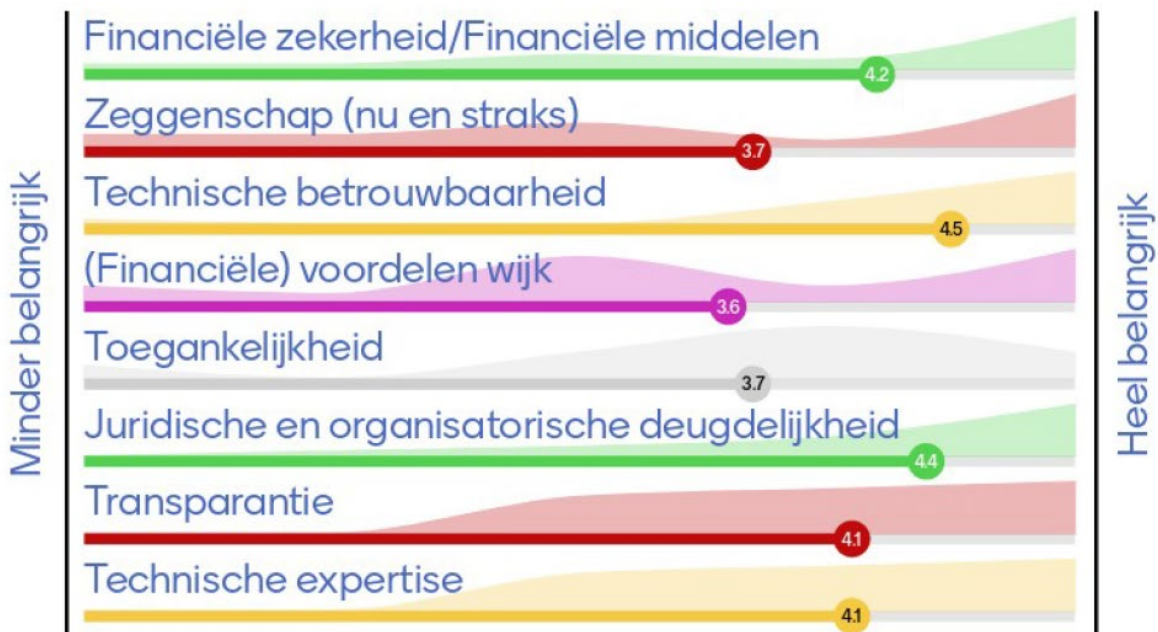 Minder belangrijk
Financiële zekerheid/Financiële middelen
4.2
Zeggenschap (nu en straks)
3.7
Technische betrouwbaarheid
4.5
(Financiële) voordelen wijk
3.6
Toegankelijkheid
3.7
Juridische en organisatorische deugdelijkheid
4.4
Transparantie
4.1
Technische expertise
4.1
Heel belangrijk